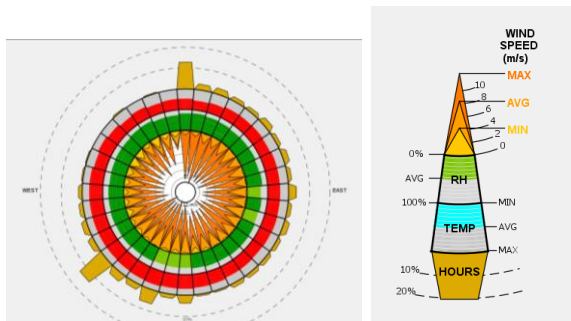 WEST
EAST
WIND
SPEED
(m/s)
MAX
10
8
AVG
6
4
MIN
2
0
0%
AVG
RH
100%
MIN
TEMP
AVG
MAX
HOURS
10%
20%